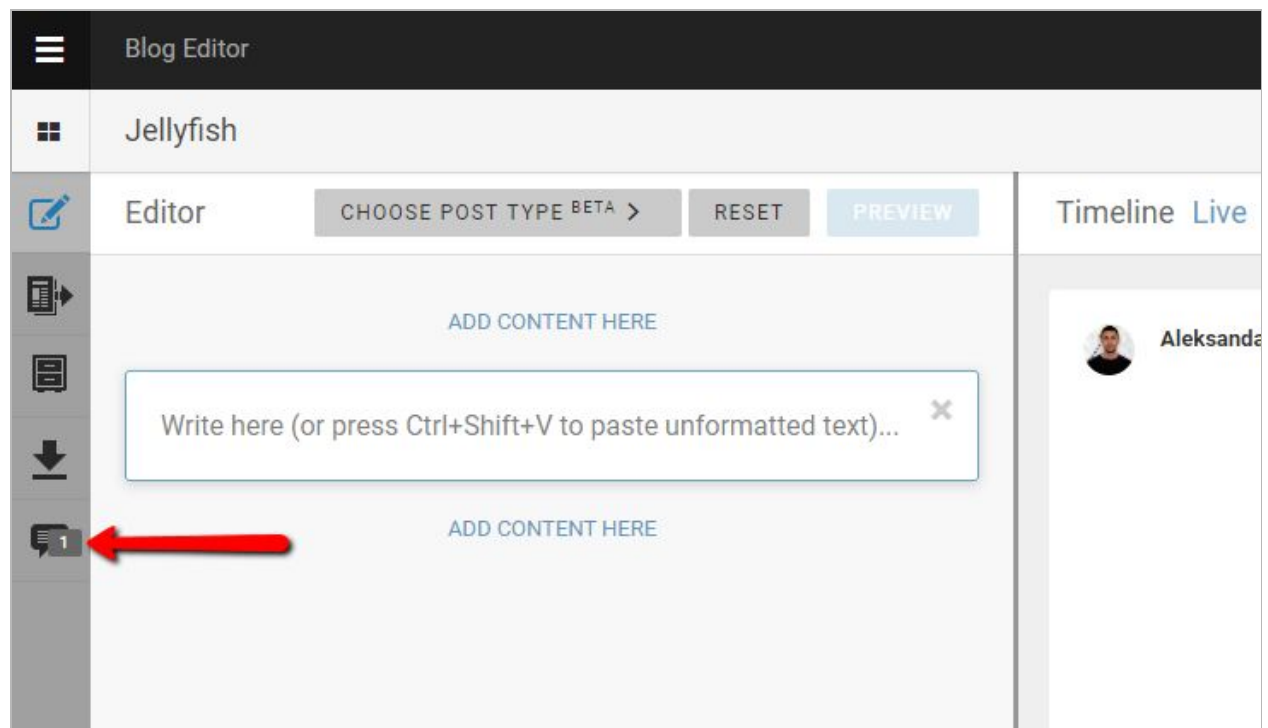 Blog Editor
Jellyfish
Editor
CHOOSE POST TYPE BETA >
RESET
PREVIEW
Timeline Live
ADD CONTENT HERE
Aleksanda
Write here (or press Ctrl+Shift+V to paste unformatted text)...
ADD CONTENT HERE
1